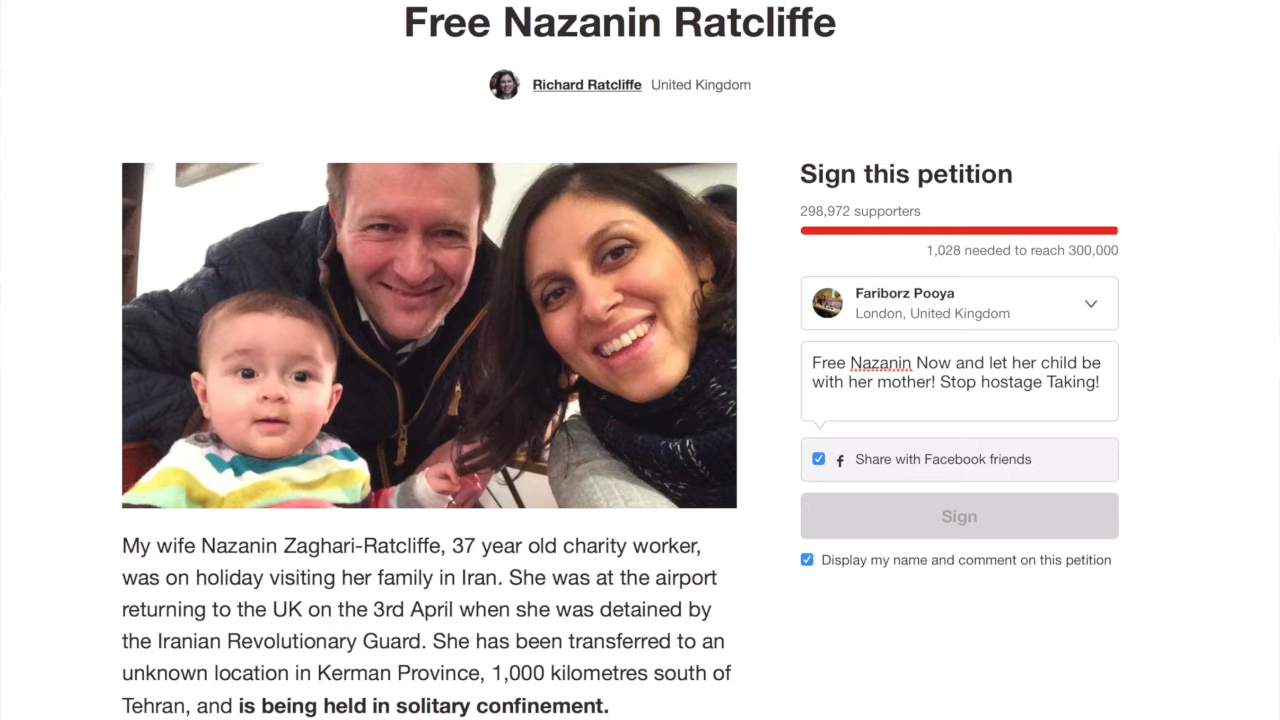 Free Nazanin Ratcliffe
Richard Ratcliffe United Kingdom
My wife Nazanin Zaghari-Ratcliffe, 37 year old charity worker,
was on holiday visiting her family in Iran. She was at the airport
returning to the UK on the 3rd April when she was detained by
the Iranian Revolutionary Guard. She has been transferred to an
unknown location in Kerman Province, 1,000 kilometres south of
Tehran, and is being held in solitary confinement.
Sign this petition
298,972 supporters
1,028 needed to reach 300,000
Fariborz Pooya
London, United Kingdom
Free Nazanin Now and let her child be
with her mother! Stop hostage Taking!
Share with Facebook friends
Sign
Display my name and comment on this petition